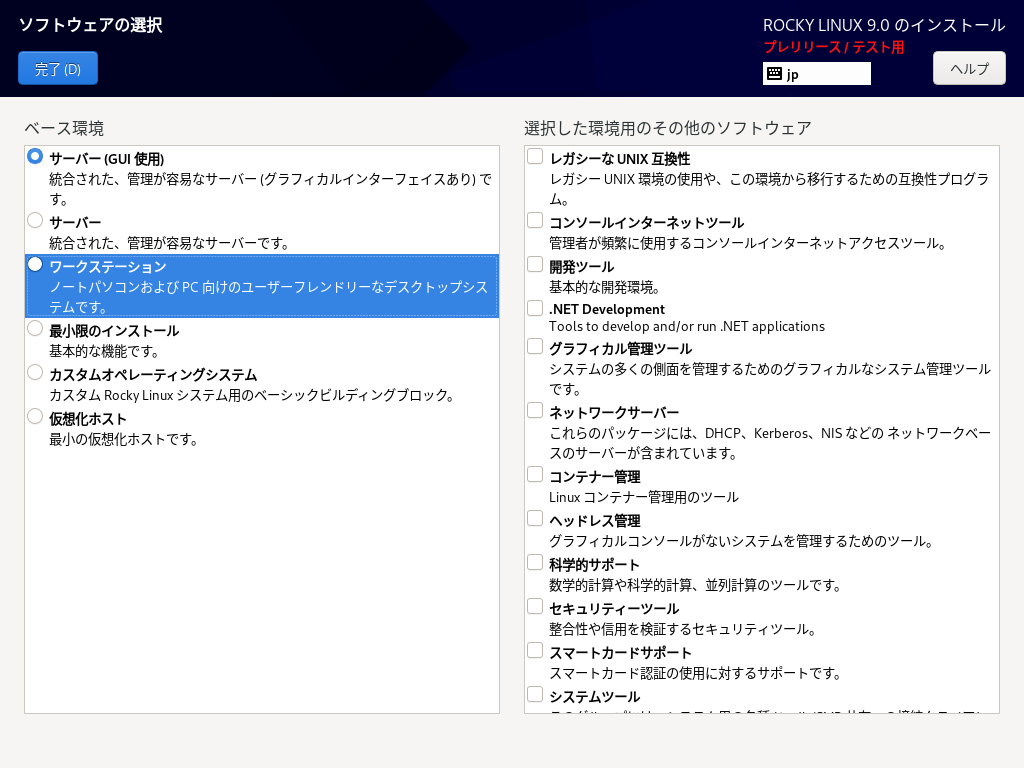 ソフトウェアの選択
ROCKY LINUX 9.0 のインストール
プレリリース / テスト用
完了 (D)
jp
ヘルプ
ベース環境
サーバー (GUI 使用)
統合された、管理が容易なサーバー (グラフィカルインターフェイスあり) で
す。
サーバー
統合された、管理が容易なサーバーです。
ワークステーション
ノートパソコンおよび PC 向けのユーザーフレンドリーなデスクトップシス
テムです。
最小限のインストール
基本的な機能です。
カスタムオペレーティングシステム
カスタム Rocky Linux システム用のベーシックビルディングブロック。
仮想化ホスト
最小の仮想化ホストです。
選択した環境用のその他のソフトウェア
レガシーな UNIX 互換性
レガシー UNIX 環境の使用や、この環境から移行するための互換性プログラ
ム。
コンソールインターネットツール
管理者が頻繁に使用するコンソールインターネットアクセスツール。
開発ツール
基本的な開発環境。
.NET Development
Tools to develop and/or run .NET applications
グラフィカル管理ツール
システムの多くの側面を管理するためのグラフィカルなシステム管理ツール
です。
ネットワークサーバー
これらのパッケージには、DHCP、Kerberos、NIS などの ネットワークベー
スのサーバーが含まれています。
コンテナー管理
Linux コンテナー管理用のツール
ヘッドレス管理
グラフィカルコンソールがないシステムを管理するためのツール。
科学的サポート
数学的計算や科学的計算、並列計算のツールです。
セキュリティーツール
整合性や信用を検証するセキュリティツール。
スマートカードサポート
スマートカード認証の使用に対するサポートです。
システムツール